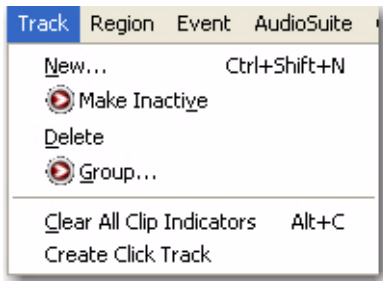 Track Region Event AudioSuite
New... Ctrl+Shift+N
Make Inactive
Delete
Group...
Clear All Clip Indicators Alt+C
Create Click Track